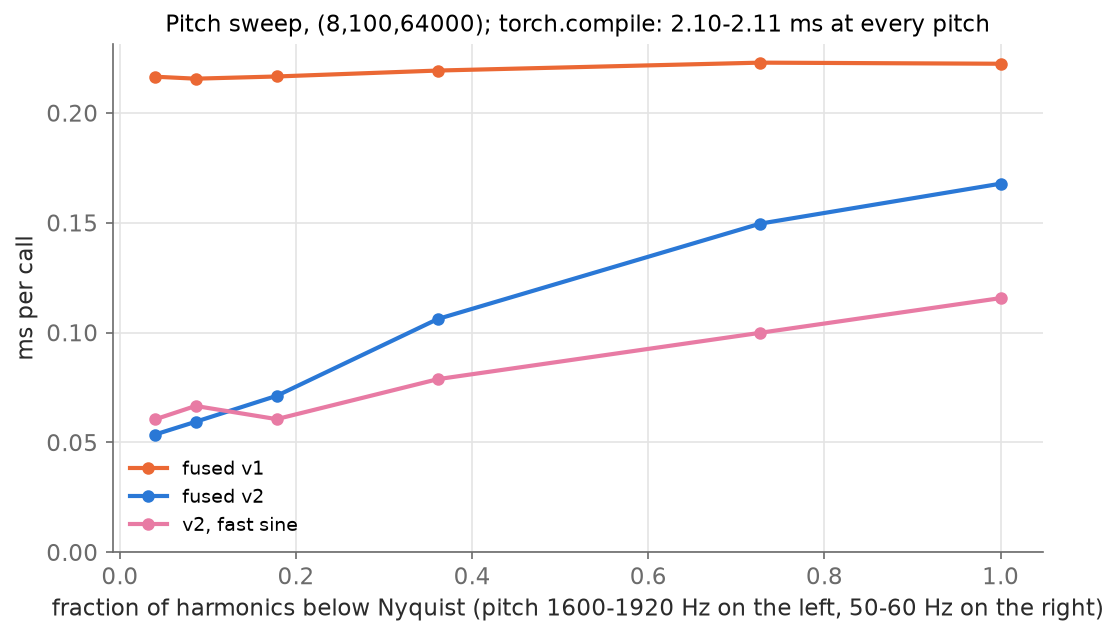 Pitch sweep, (8,100,64000); torch.compile: 2.10-2.11 ms at every pitch
ms per call
0.20
0.15
0.10
0.05
0.00
fused v1
fused v2
v2, fast sine
0.0 0.2 0.4 0.6 0.8 1.0
fraction of harmonics below Nyquist (pitch 1600-1920 Hz on the left, 50-60 Hz on the right)